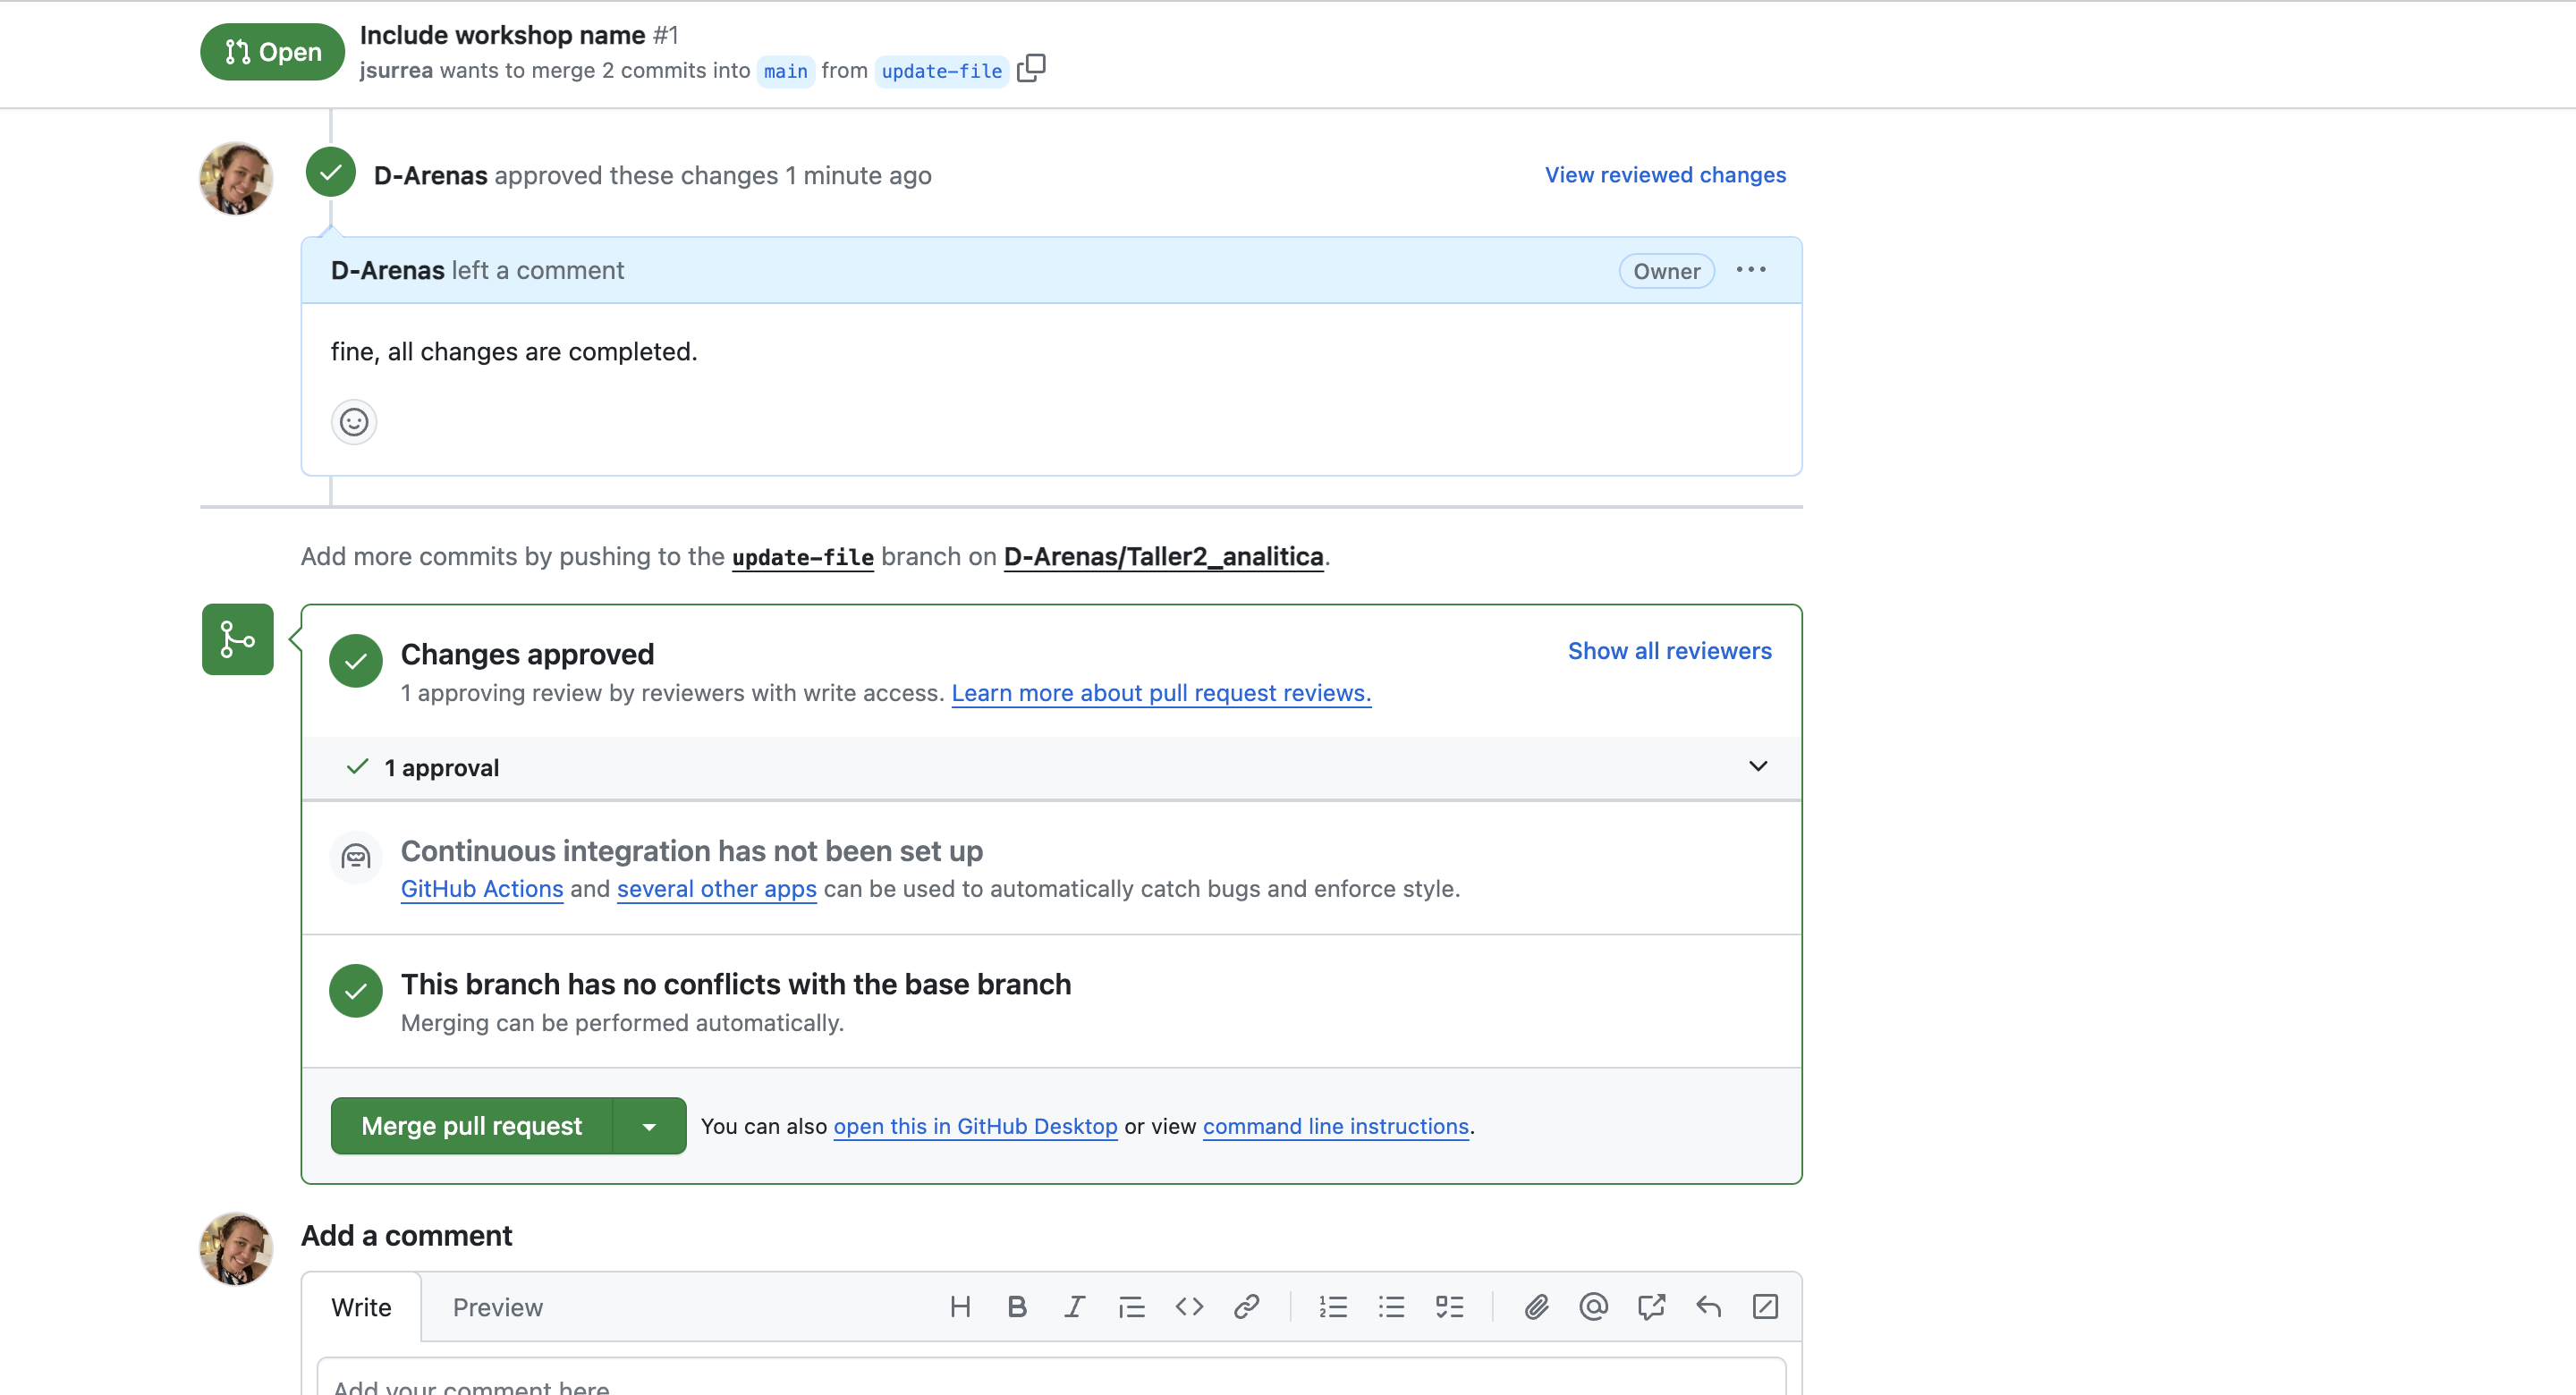 Open
Include workshop name #1
jsurrea wants to merge 2 commits into main from update-file
D-Arenas approved these changes 1 minute ago
View reviewed changes
D-Arenas left a comment
Owner
fine, all changes are completed.
Add more commits by pushing to the update-file branch on D-Arenas/Taller2_analitica.
Changes approved
Show all reviewers
1 approving review by reviewers with write access. Learn more about pull request reviews.
1 approval
Continuous integration has not been set up
GitHub Actions and several other apps can be used to automatically catch bugs and enforce style.
This branch has no conflicts with the base branch
Merging can be performed automatically.
Merge pull request
You can also open this in GitHub Desktop or view command line instructions.
Add a comment
Write
Preview
Add your comment here